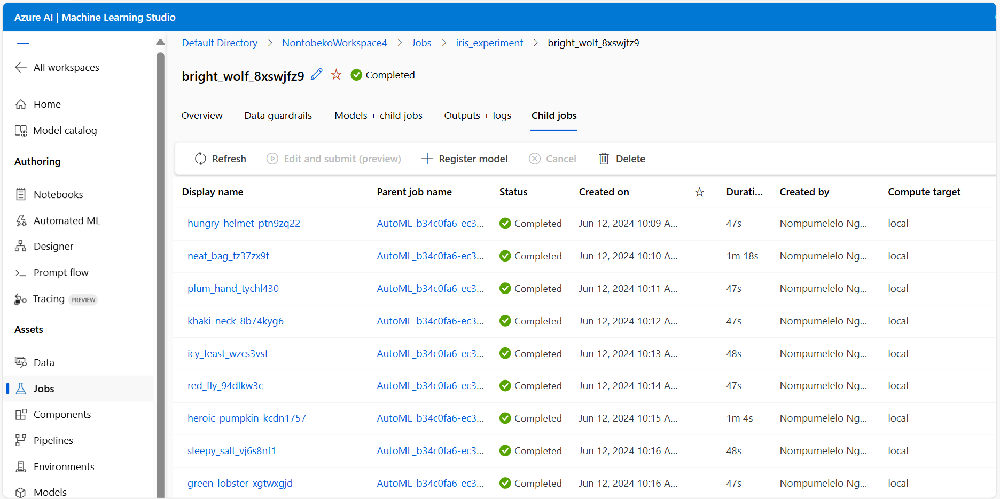 Azure AI | Machine Learning Studio
All workspaces
Home
Model catalog
Authoring
Notebooks
Automated ML
Designer
Prompt flow
Tracing PREVIEW
Assets
Data
Jobs
Components
Pipelines
Environments
Models
Default Directory > NontobekoWorkspace4 > Jobs > iris_experiment > bright_wolf_8xswjfz9
bright_wolf_8xswjfz9 Completed
Overview Data guardrails Models + child jobs Outputs + logs Child jobs
Refresh Edit and submit (preview) Register model Cancel Delete
Display name Parent job name Status Created on Durati... Created by Compute target
hungry_helmet_ptn9zq22 AutoML_b34c0fa6-ec3... Completed Jun 12, 2024 10:09 A... 47s Nompumelelo Ng... local
neat_bag_fz37zx9f AutoML_b34c0fa6-ec3... Completed Jun 12, 2024 10:10 A... 1m 18s Nompumelelo Ng... local
plum_hand_tychl430 AutoML_b34c0fa6-ec3... Completed Jun 12, 2024 10:11 A... 47s Nompumelelo Ng... local
khaki_neck_8b74kyg6 AutoML_b34c0fa6-ec3... Completed Jun 12, 2024 10:12 A... 47s Nompumelelo Ng... local
icy_feast_wzcs3vsf AutoML_b34c0fa6-ec3... Completed Jun 12, 2024 10:13 A... 48s Nompumelelo Ng... local
red_fly_94dlkw3c AutoML_b34c0fa6-ec3... Completed Jun 12, 2024 10:14 A... 47s Nompumelelo Ng... local
heroic_pumpkin_kcdn1757 AutoML_b34c0fa6-ec3... Completed Jun 12, 2024 10:15 A... 1m 4s Nompumelelo Ng... local
sleepy_salt_vj6s8nf1 AutoML_b34c0fa6-ec3... Completed Jun 12, 2024 10:16 A... 48s Nompumelelo Ng... local
green_lobster_xgtwxgjd AutoML_b34c0fa6-ec3... Completed Jun 12, 2024 10:16 A... 47s Nompumelelo Ng... local